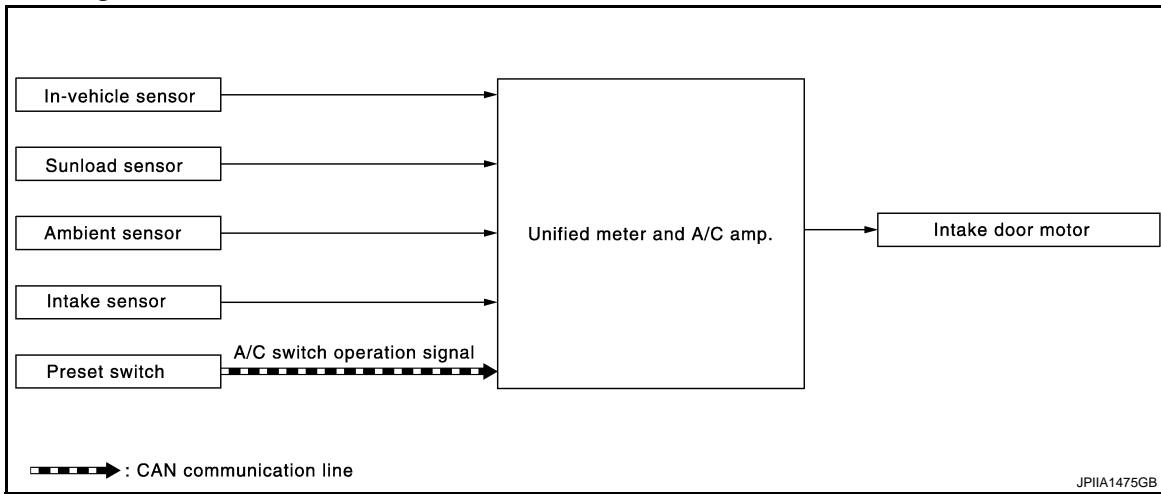 In-vehicle sensor
Sunload sensor
Ambient sensor
Intake sensor
Preset switch
A/C switch operation signal
Unified meter and A/C amp.
Intake door motor
: CAN communication line
JPIIA1475GB